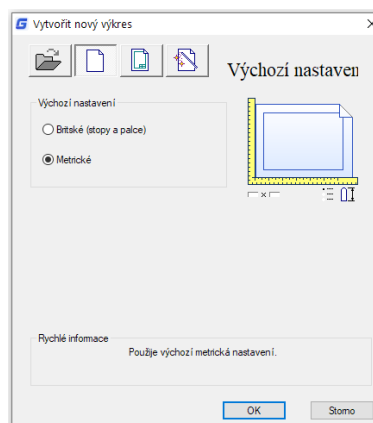 Vytvořit nový výkres
Výchozí nastaven
Výchozí nastavení
Britské (stopy a palce)
Metrické
Rychlé informace
Použije výchozí metrická nastavení.
OK
Storno